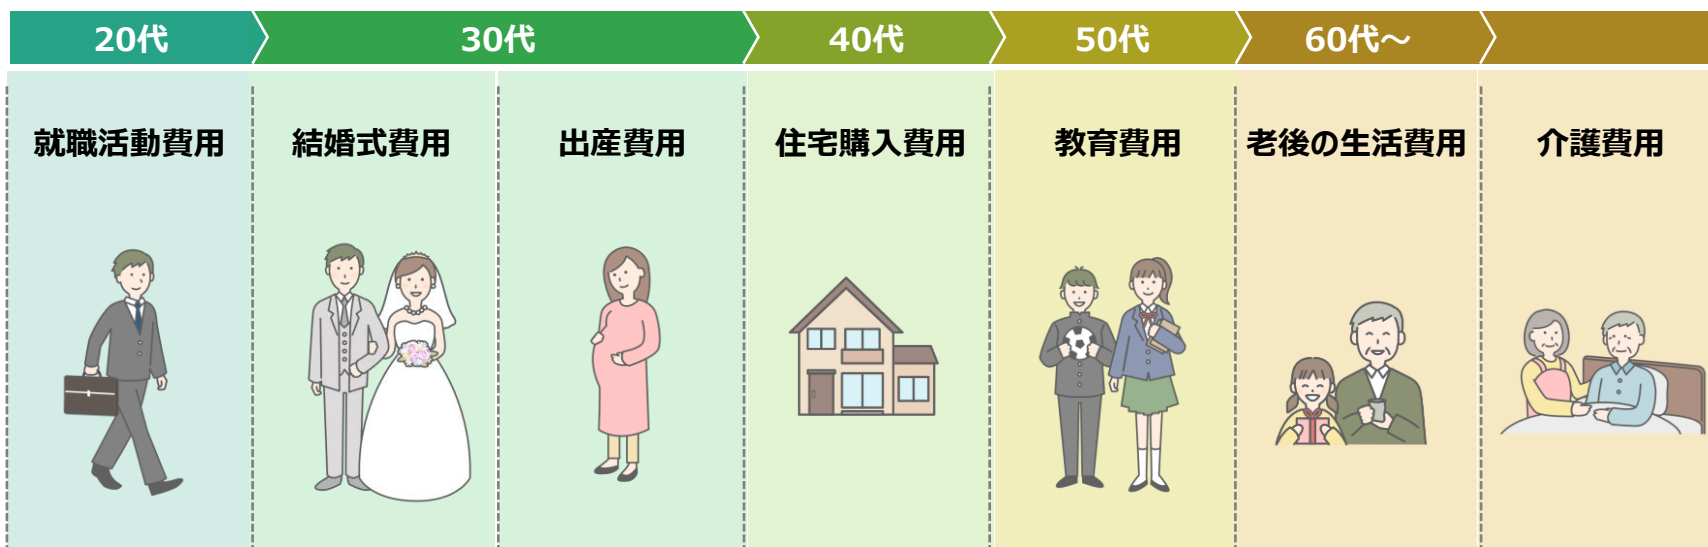 20代
30代
40代
50代
60代～
就職活動費用
結婚式費用
出産費用
住宅購入費用
教育費用
老後の生活費用
介護費用